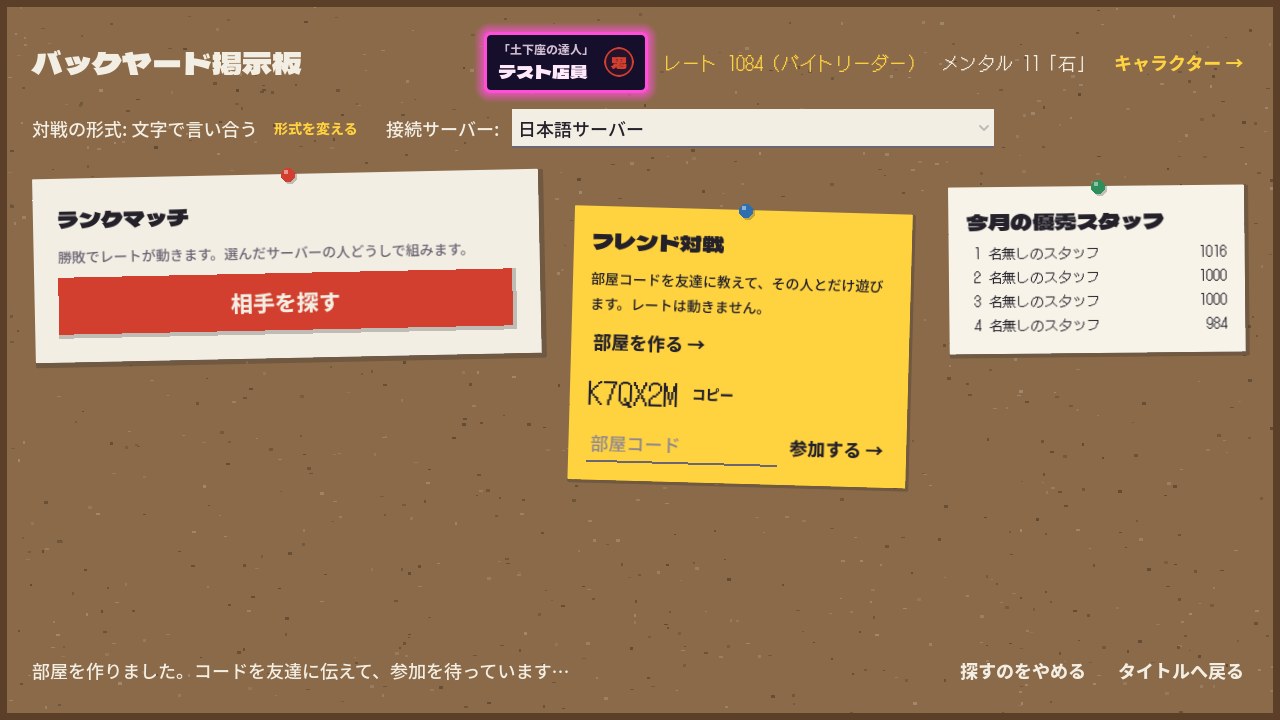 バックヤード掲示板
「土下座の達人」
テスト店員
レート 1084（バイトリーダー）
メンタル 11「石」
キャラクター →
対戦の形式: 文字で言い合う
形式を変える
接続サーバー:
日本語サーバー
ランクマッチ
勝敗でレートが動きます。選んだサーバーの人どうしで組みます。
相手を探す
フレンド対戦
部屋コードを友達に教えて、その人とだけ遊び
ます。レートは動きません。
部屋を作る →
K7QX2M コピー
部屋コード
参加する →
今月の優秀スタッフ
1 名無しのスタッフ 1016
2 名無しのスタッフ 1000
3 名無しのスタッフ 1000
4 名無しのスタッフ 984
部屋を作りました。コードを友達に伝えて、参加を待っています…
探すのをやめる
タイトルへ戻る